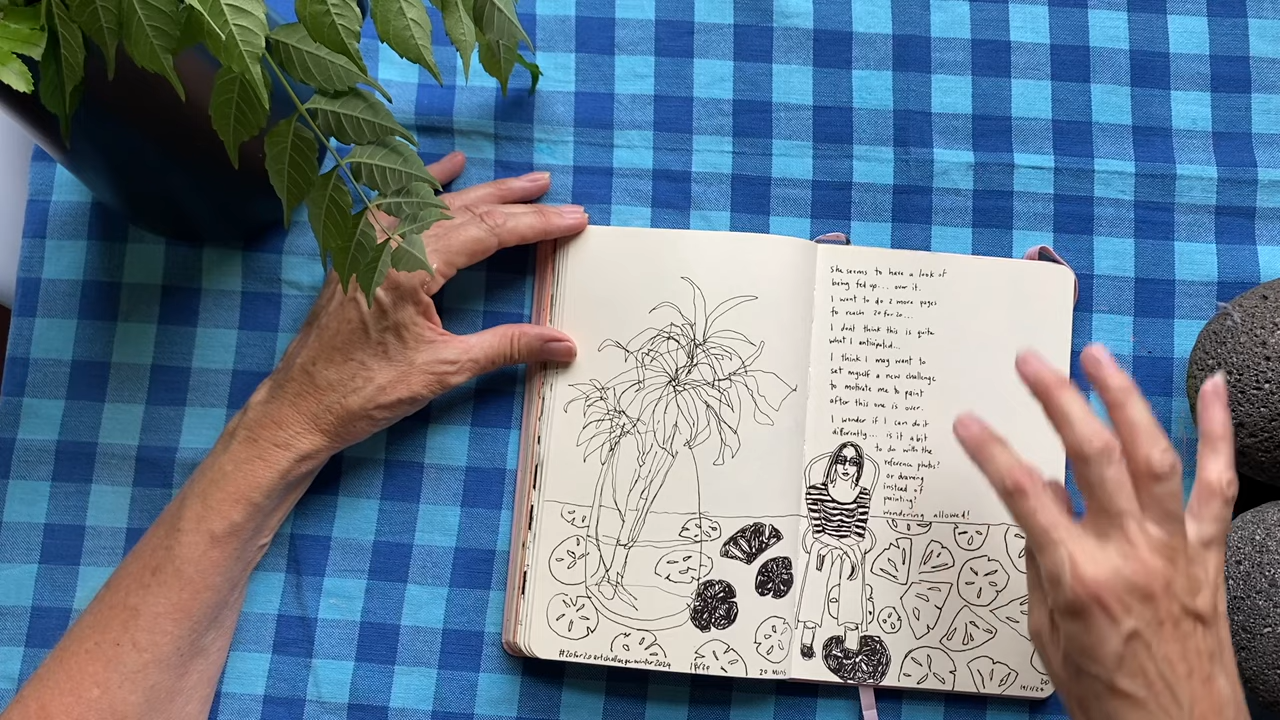 she seems to have a look of
being fed up... over it.
I want to do 2 more pages
to reach 20 for 20...
I dont think this is quite
what I anticipated...
I think I may want to
set myself a new challenge
to motivate me to paint
after this one is over.
I wonder if I can do it
differently... is it a bit
to do with the
reference photos?
or drawing
instead of
painting?
wondering allowed!
#20for20artchallengewinter2024
20 mins
DD